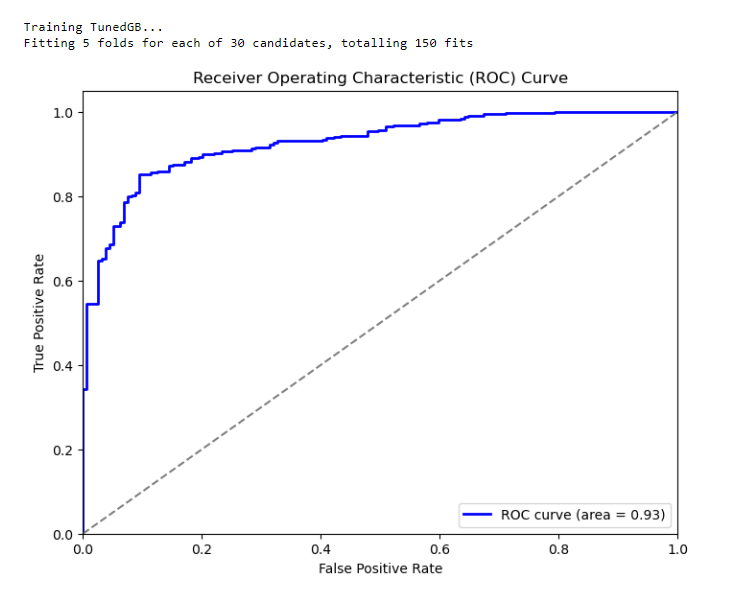 Training TunedGB...
Fitting 5 folds for each of 30 candidates, totalling 150 fits
Receiver Operating Characteristic (ROC) Curve
True Positive Rate
1.0
0.8
0.6
0.4
0.2
0.0
ROC curve (area = 0.93)
0.0 0.2 0.4 0.6 0.8 1.0
False Positive Rate